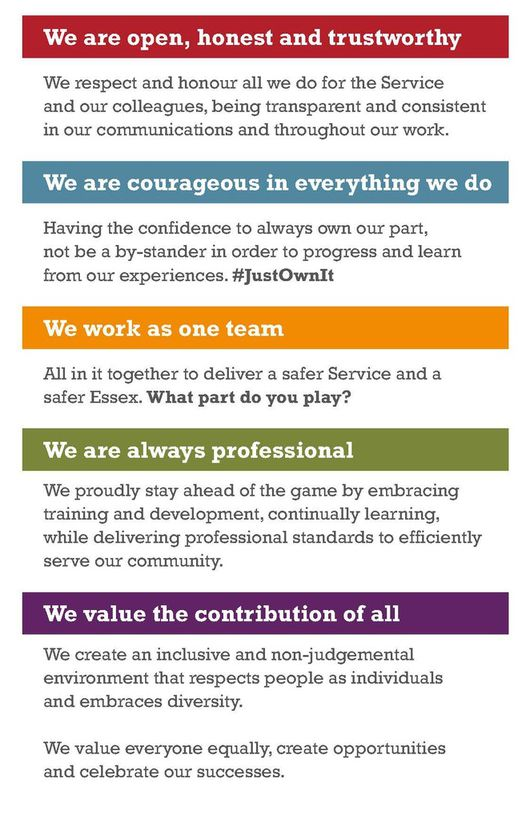 We are open, honest and trustworthy
We respect and honour all we do for the Service
and our colleagues, being transparent and consistent
in our communications and throughout our work.
We are courageous in everything we do
Having the confidence to always own our part,
not be a by-stander in order to progress and learn
from our experiences. #JustOwnIt
We work as one team
All in it together to deliver a safer Service and a
safer Essex. What part do you play?
We are always professional
We proudly stay ahead of the game by embracing
training and development, continually learning,
while delivering professional standards to efficiently
serve our community.
We value the contribution of all
We create an inclusive and non-judgemental
environment that respects people as individuals
and embraces diversity.
We value everyone equally, create opportunities
and celebrate our successes.